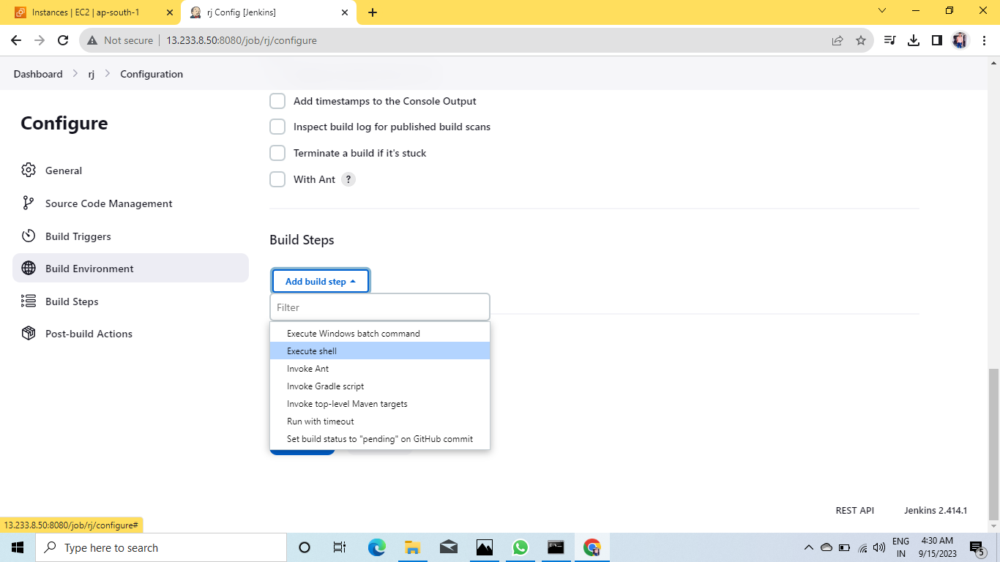 Instances | EC2 | ap-south-1
rj Config [Jenkins]
Not secure
13.233.8.50:8080/job/rj/configure
Dashboard
rj
Configuration
Configure
General
Source Code Management
Build Triggers
Build Environment
Build Steps
Post-build Actions
Add timestamps to the Console Output
Inspect build log for published build scans
Terminate a build if it's stuck
With Ant ?
Build Steps
Add build step
Filter
Execute Windows batch command
Execute shell
Invoke Ant
Invoke Gradle script
Invoke top-level Maven targets
Run with timeout
Set build status to "pending" on GitHub commit
REST API
Jenkins 2.414.1
13.233.8.50:8080/job/rj/configure#
Type here to search
ENG
IN
4:30 AM
9/15/2023
5